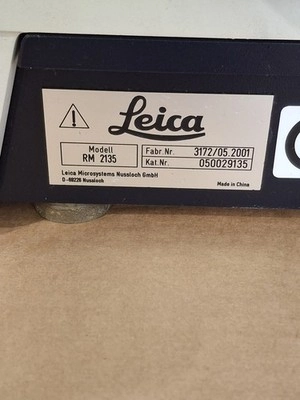 Leica
Modell
RM 2135
Fabr.Nr. 3172/05.2001
Kat.Nr. 050029135
Leica Microsystems Nussloch GmbH
D-69226 Nussloch
Made in China